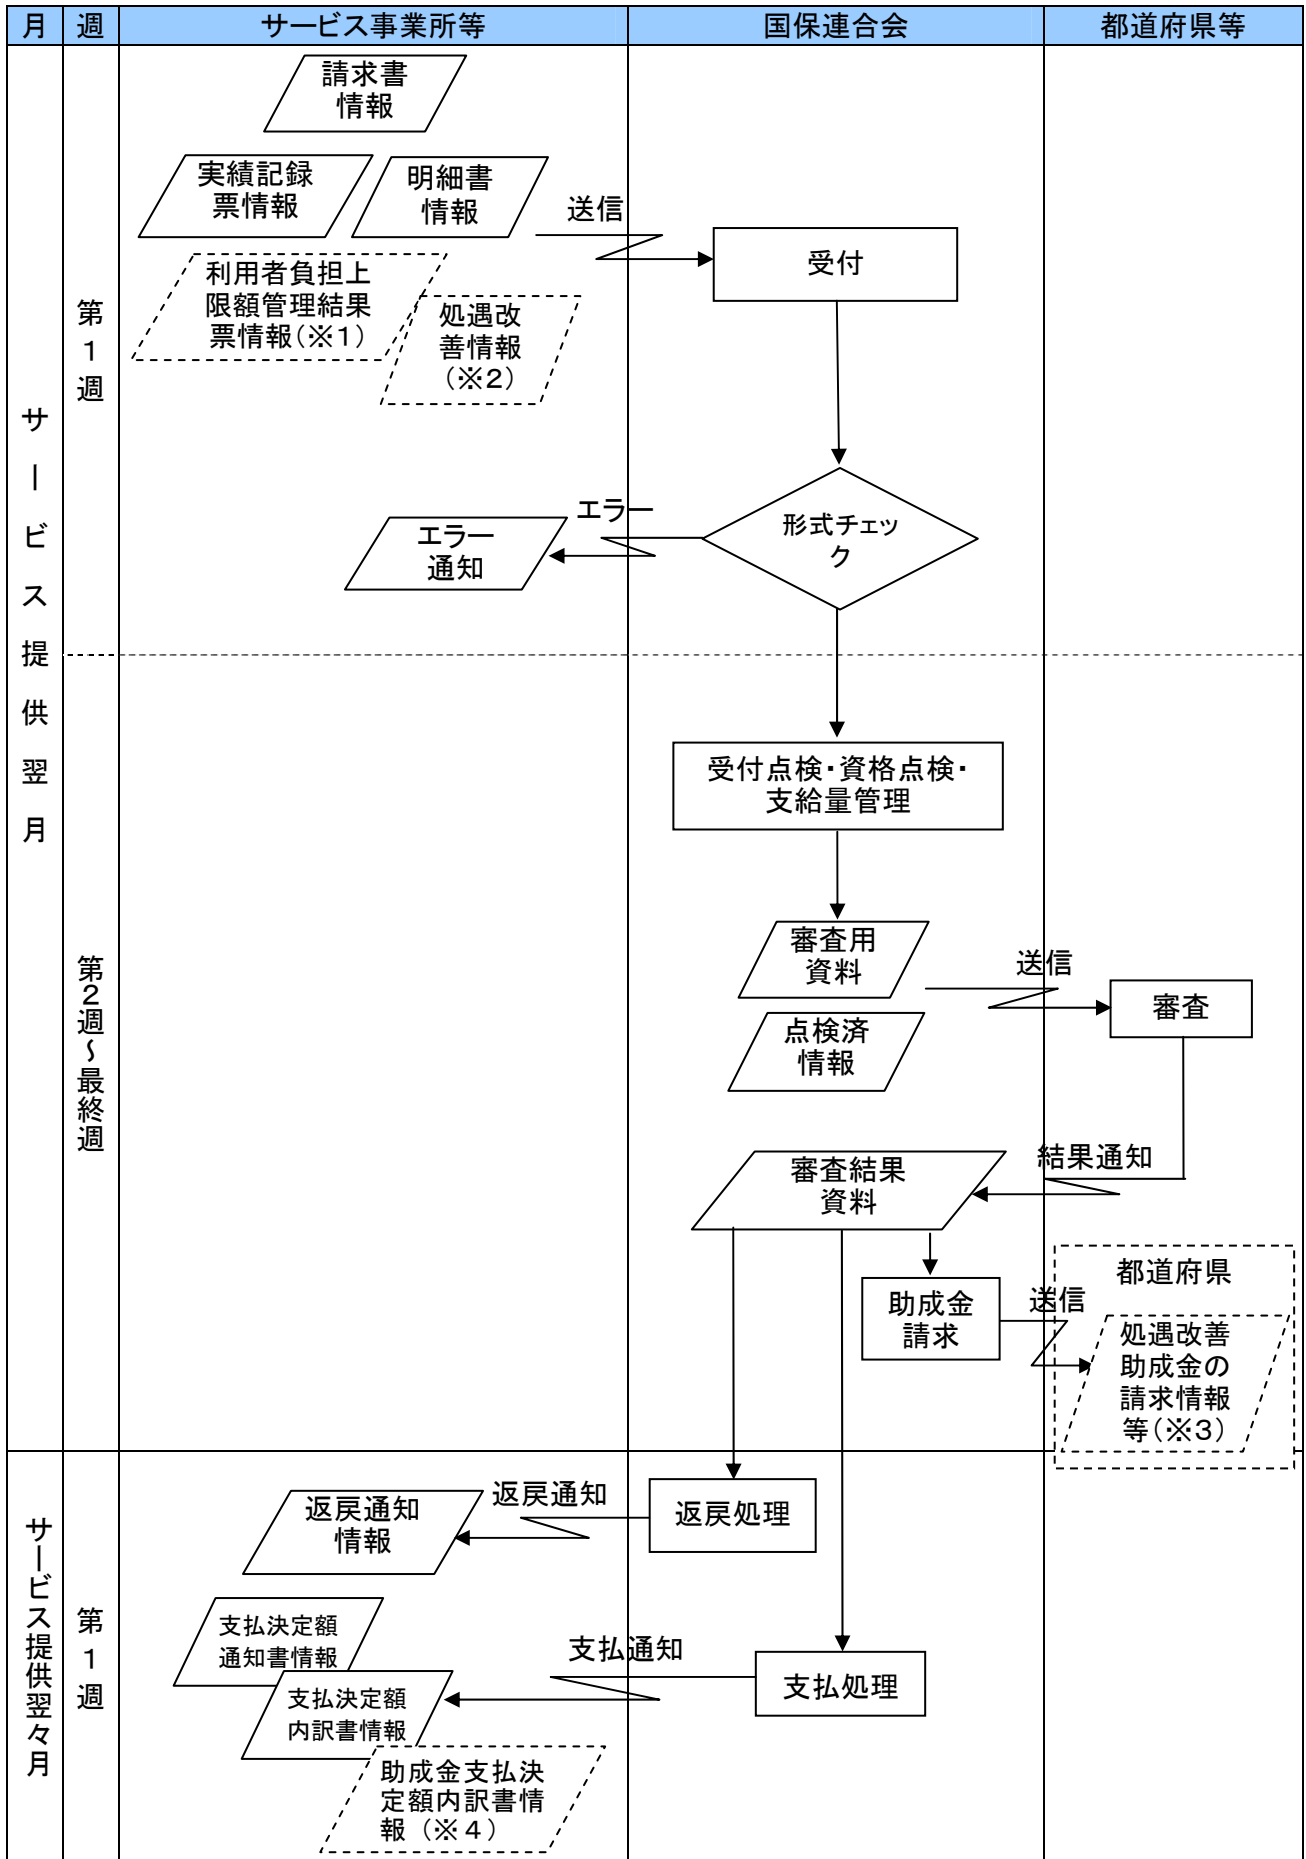 月
週
サービス事業所等
国保連合会
都道府県等
サービス提供翌月
第1週
請求書
情報
実績記録
票情報
明細書
情報
送信
受付
利用者負担上
限額管理結果
票情報(※1)
処遇改
善情報
(※2)
エラー
エラー
通知
形式チェッ
ク
第2週~最終週
受付点検・資格点検・
支給量管理
審査用
資料
送信
審査
点検済
情報
結果通知
審査結果
資料
助成金
請求
送信
都道府県
処遇改善
助成金の
請求情報
等(※3)
サービス提供翌々月
第1週
返戻通知
情報
返戻通知
返戻処理
支払決定額
通知書情報
支払通知
支払処理
支払決定額
内訳書情報
助成金支払決
定額内訳書情
報(※4)